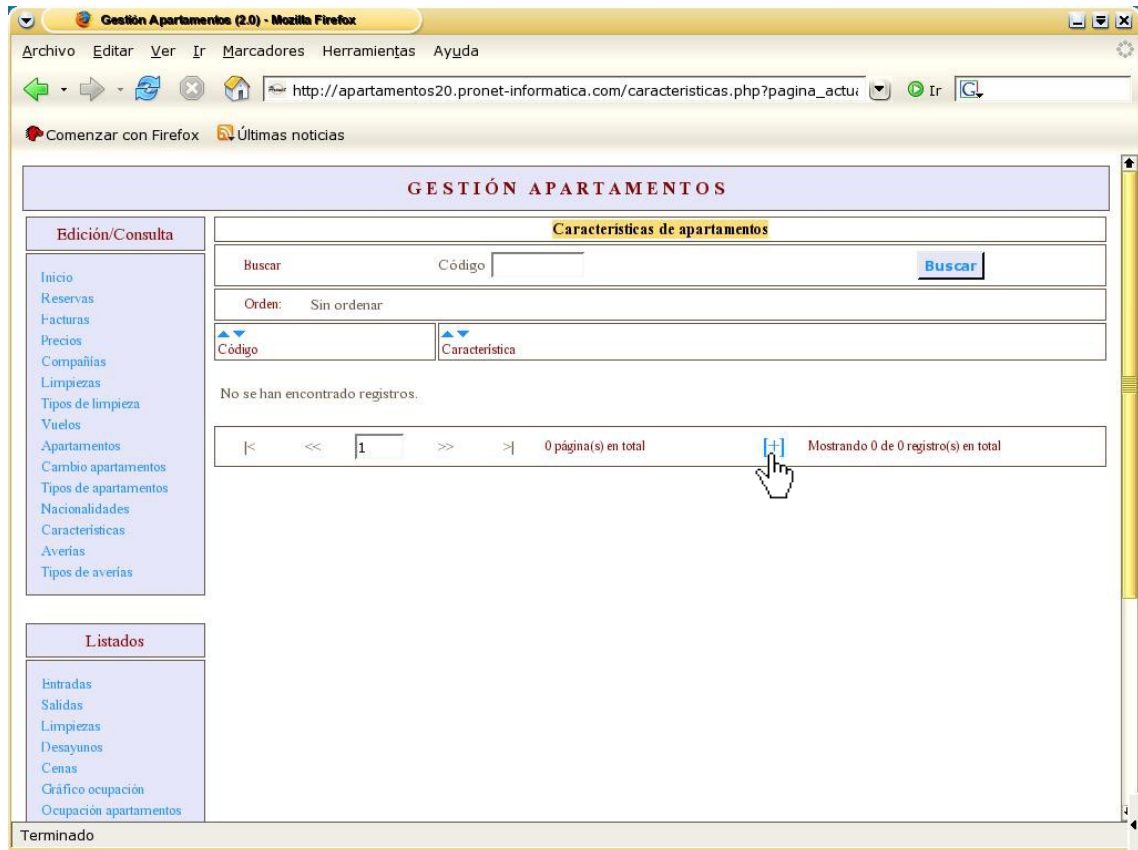 Gestión Apartamentos (2.0) - Mozilla Firefox
Archivo Editar Ver Ir Marcadores Herramientas Ayuda
http://apartamentos20.pronet-informatica.com/caracteristicas.php?pagina_actu Ir G
Comenzar con Firefox Últimas noticias
GESTIÓN APARTAMENTOS
Edición/Consulta
Inicio
Reservas
Facturas
Precios
Compañías
Limpiezas
Tipos de limpieza
Vuelos
Apartamentos
Cambio apartamentos
Tipos de apartamentos
Nacionalidades
Características
Averías
Tipos de averías
Listados
Entradas
Salidas
Limpiezas
Desayunos
Cenas
Gráfico ocupación
Ocupación apartamentos
Características de apartamentos
Buscar Código Buscar
Orden: Sin ordenar
Código Característica
No se han encontrado registros.
|< << 1 >> >| 0 página(s) en total [+] Mostrando 0 de 0 registro(s) en total
Terminado